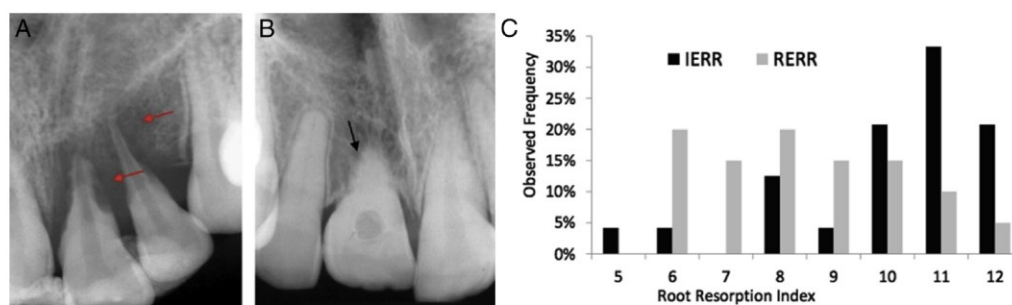 A
B
C
35%
30%
25%
20%
15%
10%
5%
0%
Observed Frequency
IERR RERR
5 6 7 8 9 10 11 12
Root Resorption Index